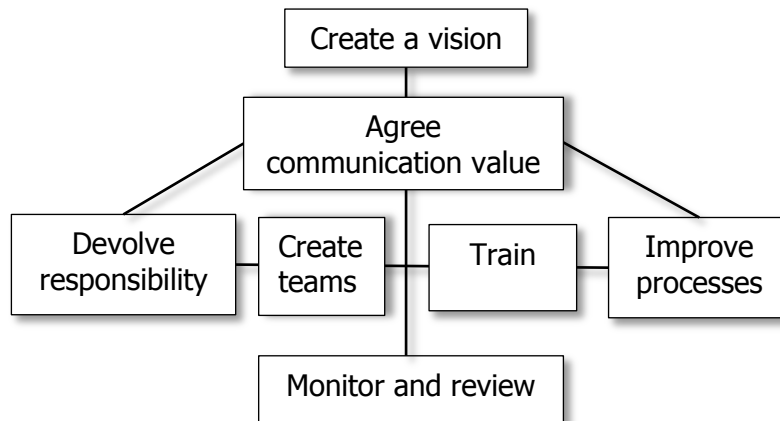 Create a vision
Agree
communication value
Devolve
responsibility
Create
teams
Train
Improve
processes
Monitor and review